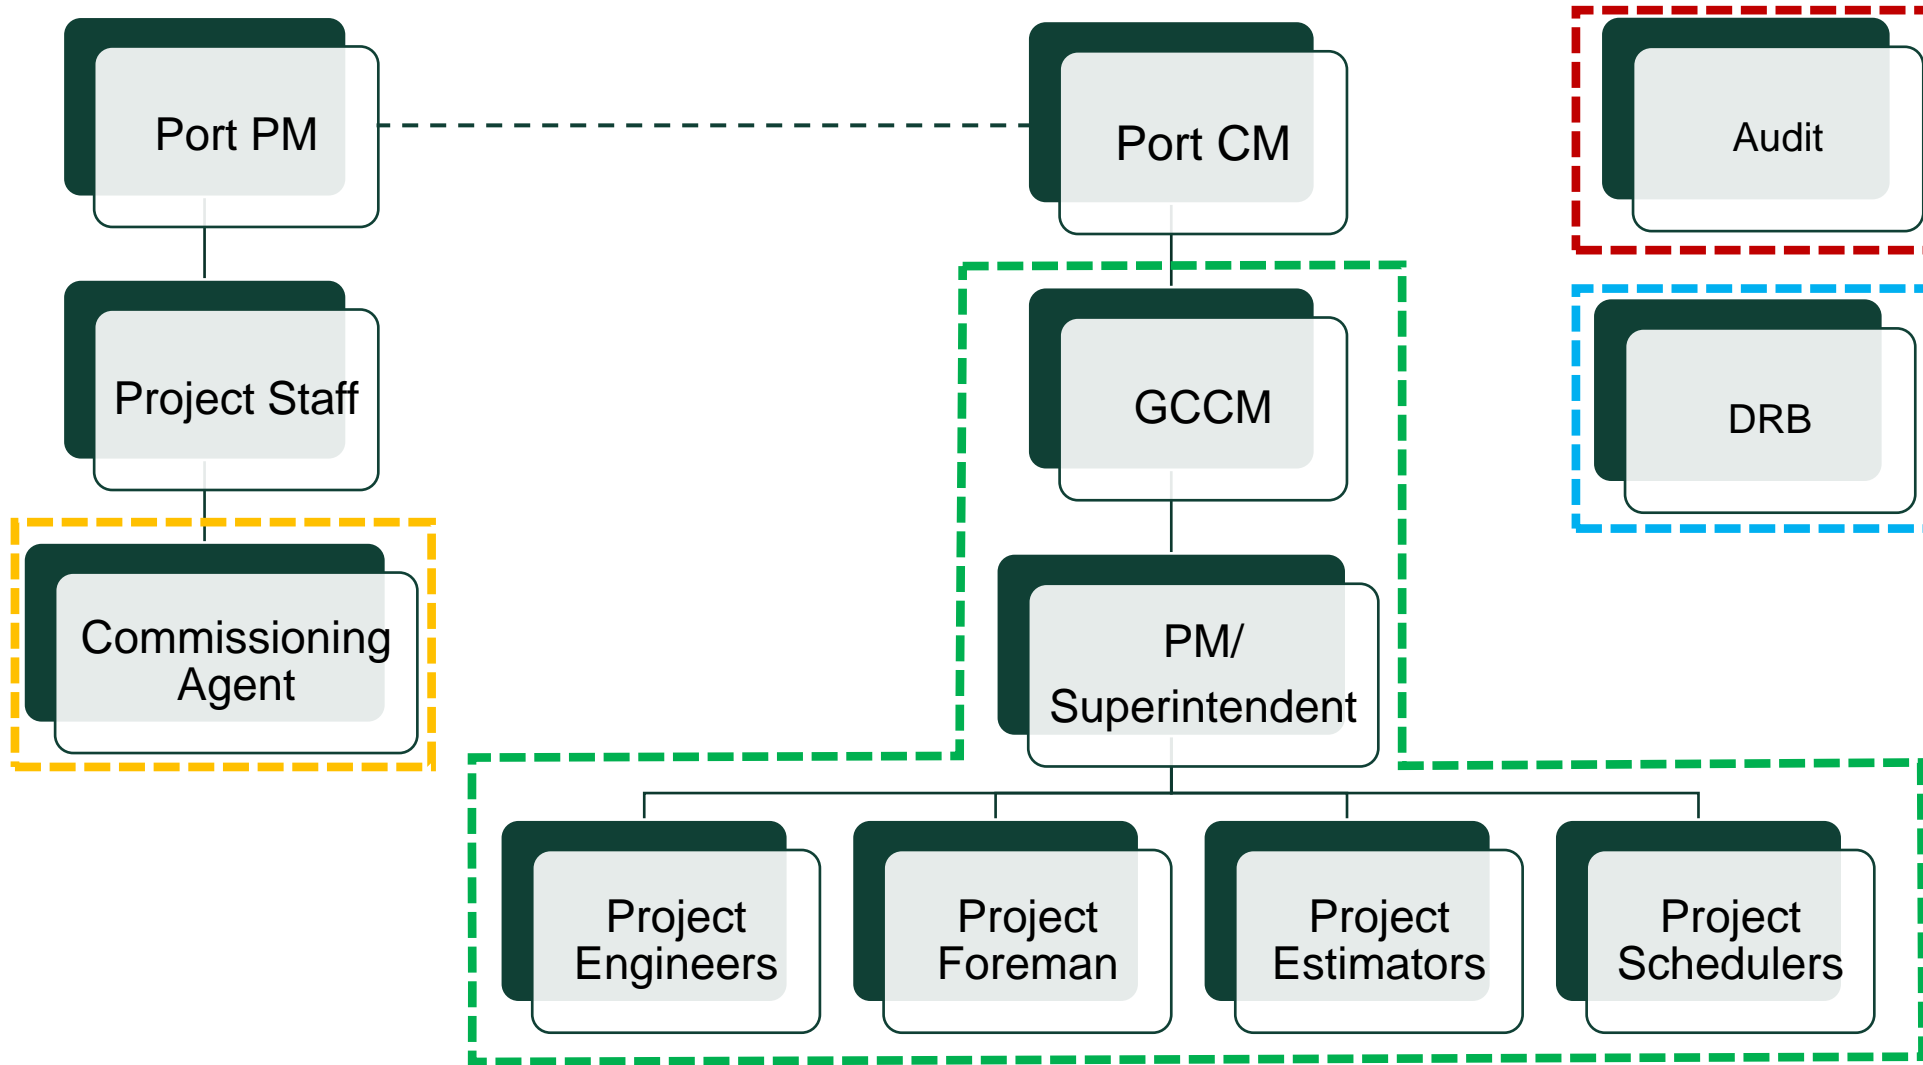 Port PM
Port CM
Audit
Project Staff
GCCM
DRB
Commissioning
Agent
PM/
Superintendent
Project
Engineers
Project
Foreman
Project
Estimators
Project
Schedulers